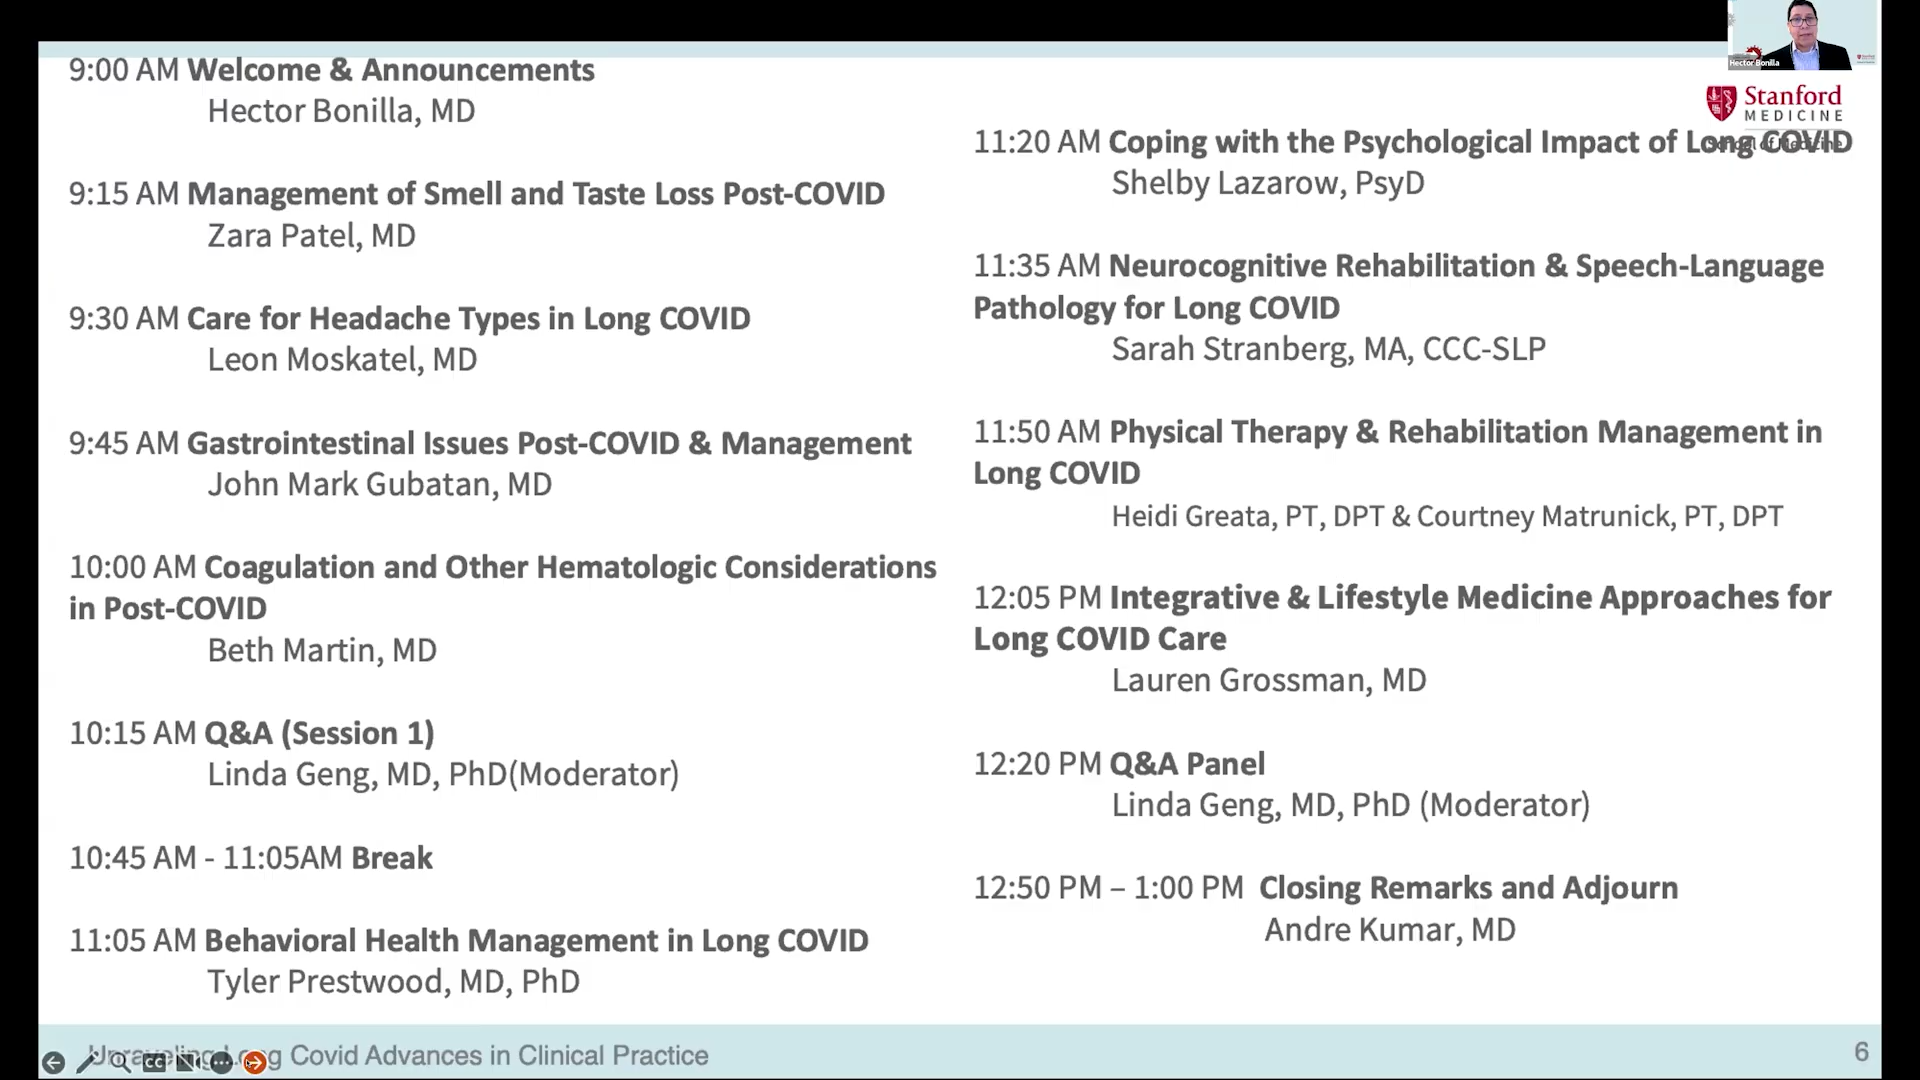 9:00 AM Welcome & Announcements
Hector Bonilla, MD
9:15 AM Management of Smell and Taste Loss Post-COVID
Zara Patel, MD
9:30 AM Care for Headache Types in Long COVID
Leon Moskatel, MD
9:45 AM Gastrointestinal Issues Post-COVID & Management
John Mark Gubatan, MD
10:00 AM Coagulation and Other Hematologic Considerations
in Post-COVID
Beth Martin, MD
10:15 AM Q&A (Session 1)
Linda Geng, MD, PhD(Moderator)
10:45 AM - 11:05AM Break
11:05 AM Behavioral Health Management in Long COVID
Tyler Prestwood, MD, PhD
Hector Bonilla
Stanford
MEDICINE
School of Medicine
11:20 AM Coping with the Psychological Impact of Long COVID
Shelby Lazarow, PsyD
11:35 AM Neurocognitive Rehabilitation & Speech-Language
Pathology for Long COVID
Sarah Stranberg, MA, CCC-SLP
11:50 AM Physical Therapy & Rehabilitation Management in
Long COVID
Heidi Greata, PT, DPT & Courtney Matrunick, PT, DPT
12:05 PM Integrative & Lifestyle Medicine Approaches for
Long COVID Care
Lauren Grossman, MD
12:20 PM Q&A Panel
Linda Geng, MD, PhD (Moderator)
12:50 PM – 1:00 PM Closing Remarks and Adjourn
Andre Kumar, MD
Unraveling Long Covid Advances in Clinical Practice
CC
6